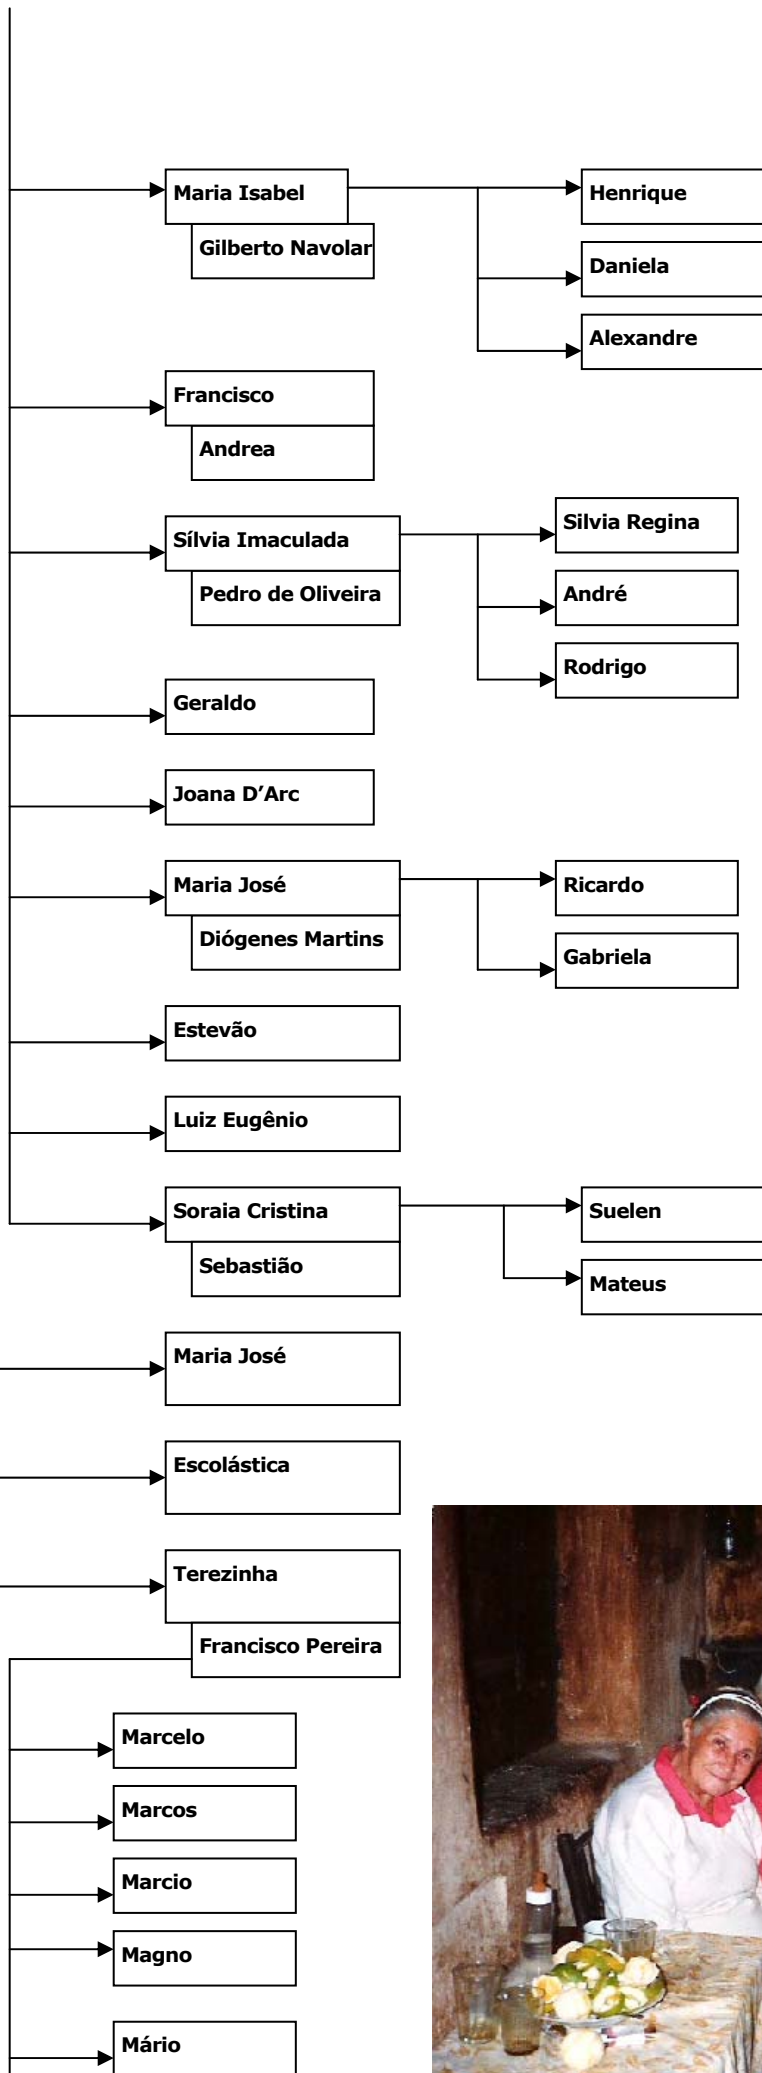 Maria Isabel
Gilberto Navolar
Henrique
Daniela
Alexandre
Francisco
Andrea
Sílvia Imaculada
Pedro de Oliveira
Silvia Regina
André
Rodrigo
Geraldo
Joana D’Arc
Maria José
Diógenes Martins
Ricardo
Gabriela
Estevão
Luiz Eugênio
Soraia Cristina
Sebastião
Suelen
Mateus
Maria José
Escolástica
Terezinha
Francisco Pereira
Marcelo
Marcos
Marcio
Magno
Mário